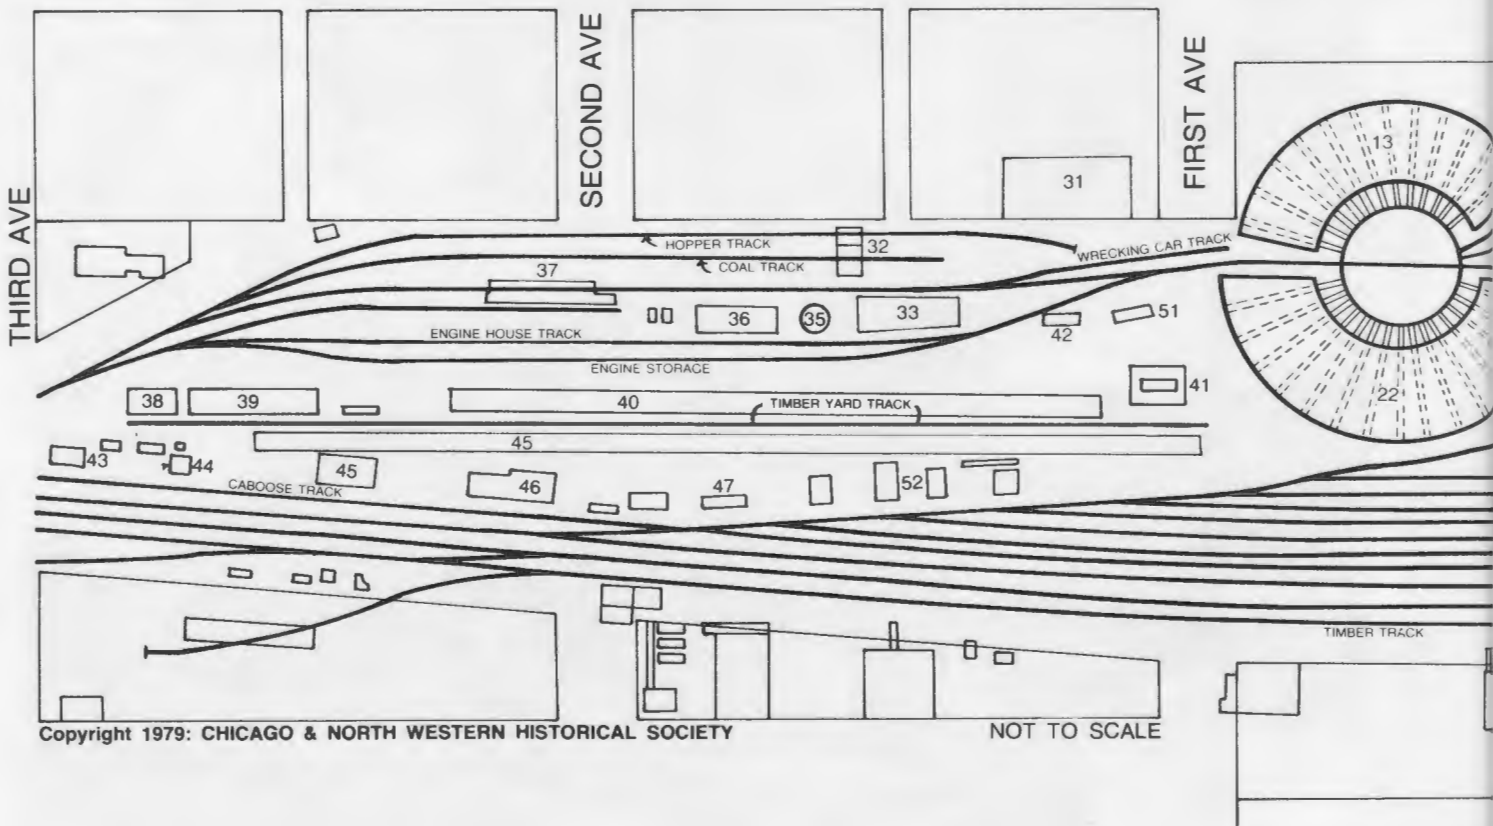 THIRD AVE
SECOND AVE
FIRST AVE
13
31
HOPPER TRACK
32
WRECKING CAR TRACK
COAL TRACK
37
36
35
33
51
42
ENGINE HOUSE TRACK
ENGINE STORAGE
41
38
39
40
TIMBER YARD TRACK
22
45
43
44
45
46
47
52
CABOOSE TRACK
TIMBER TRACK
Copyright 1979: CHICAGO & NORTH WESTERN HISTORICAL SOCIETY
NOT TO SCALE